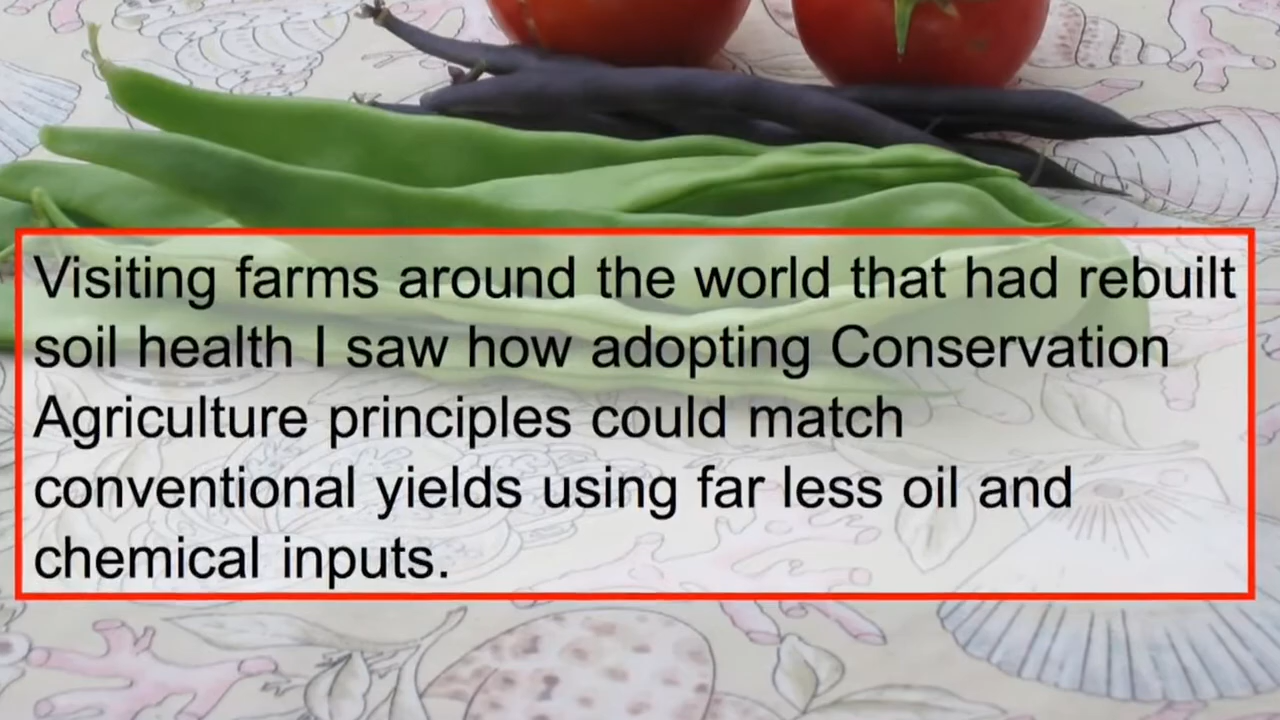 Visiting farms around the world that had rebuilt
soil health I saw how adopting Conservation
Agriculture principles could match
conventional yields using far less oil and
chemical inputs.